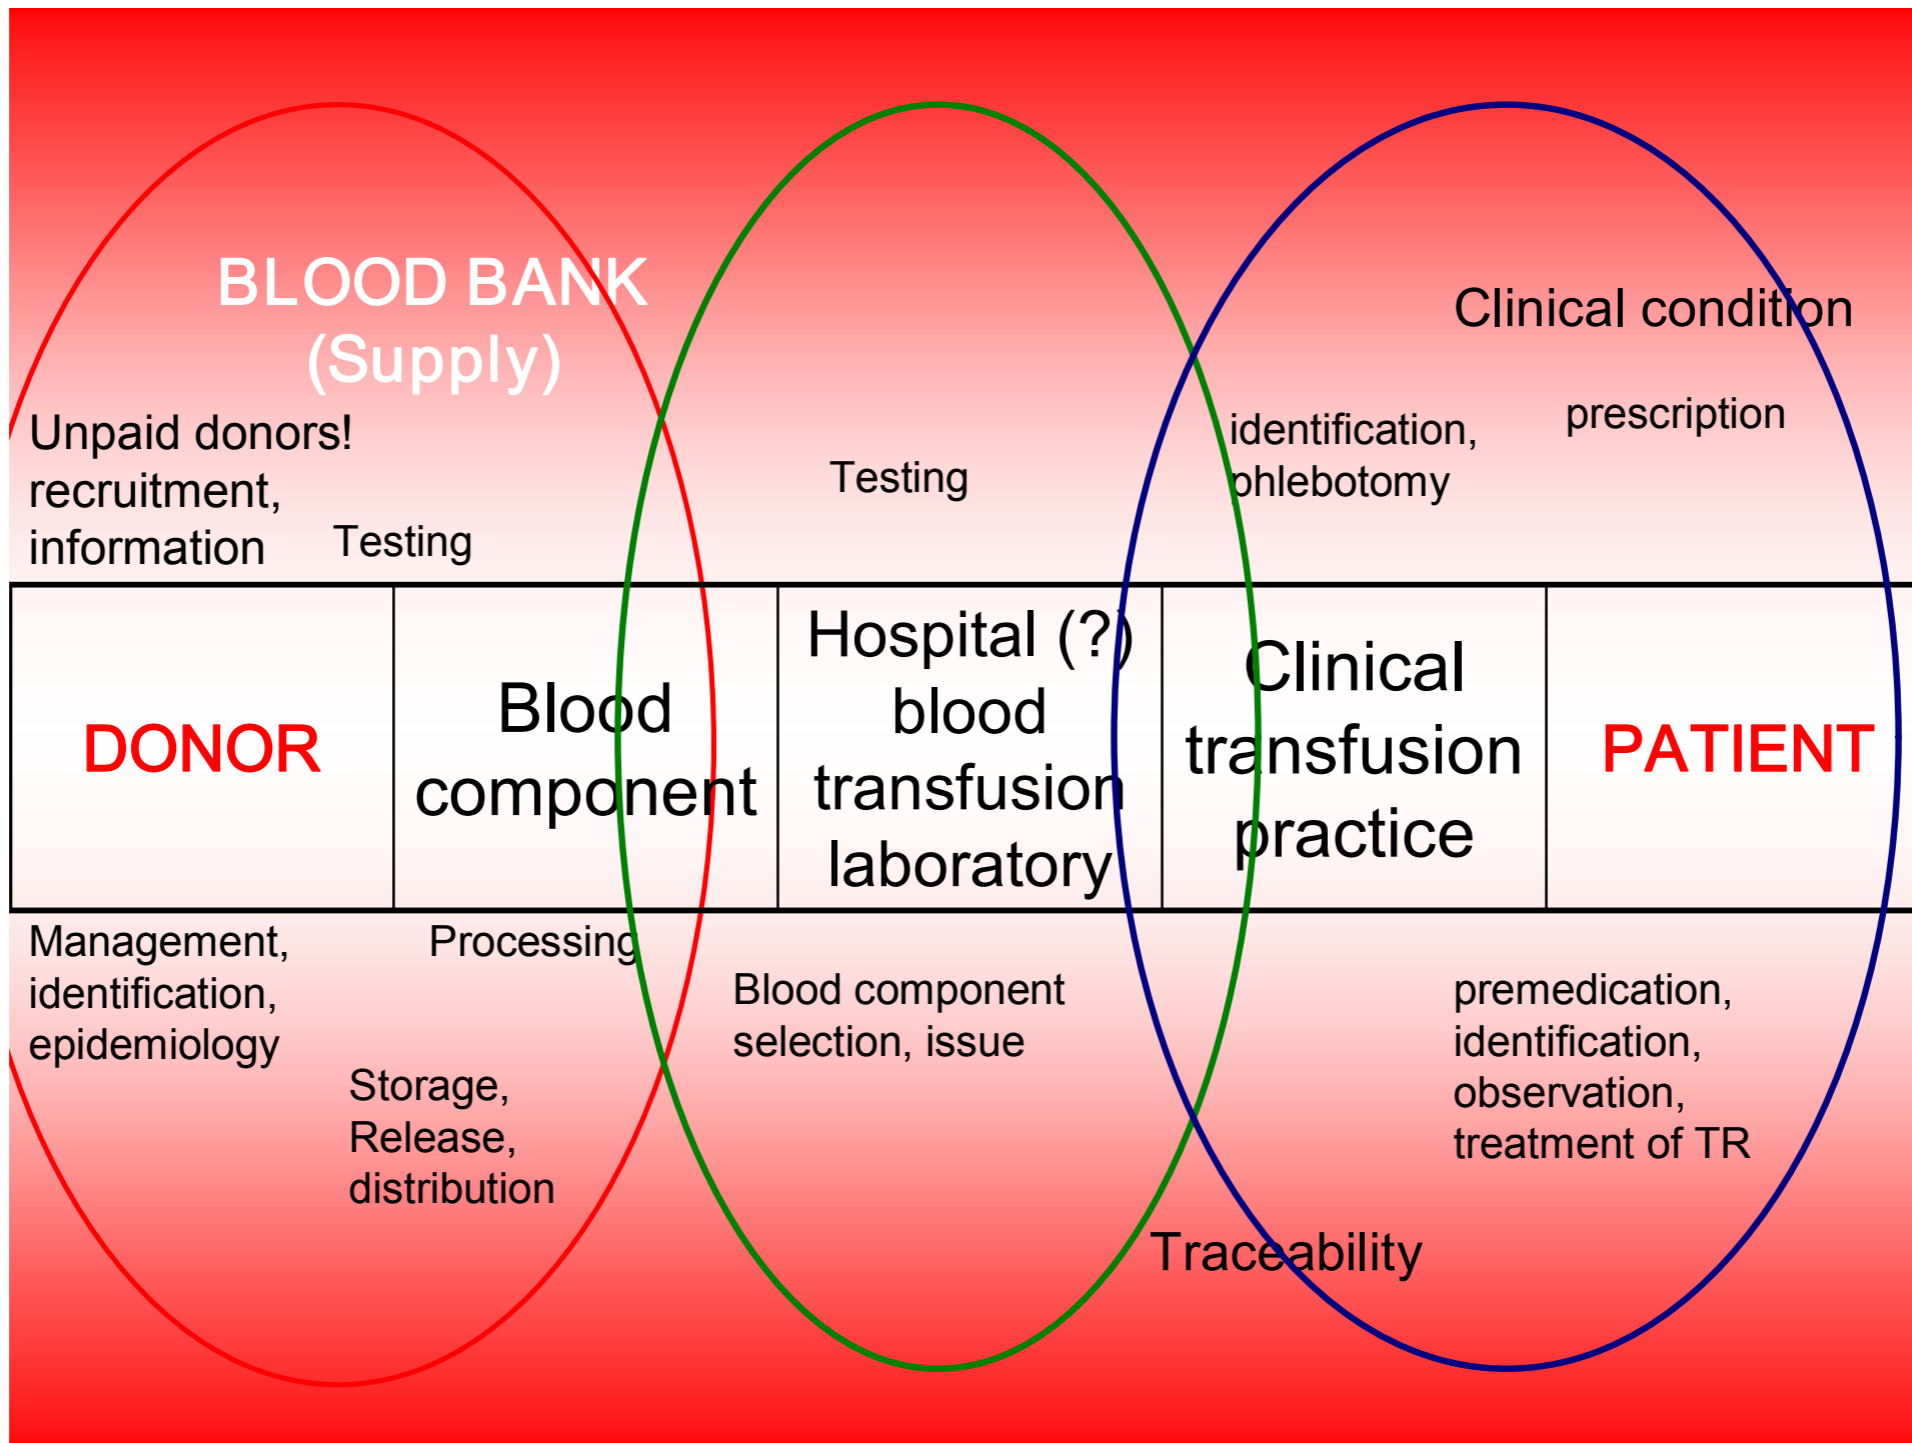 BLOOD BANK
(Supply)
Clinical condition
prescription
Unpaid donors!
recruitment,
information
Testing
Testing
identification,
phlebotomy
DONOR
Blood
component
Hospital (?)
blood
transfusion
laboratory
Clinical
transfusion
practice
PATIENT
Management,
identification,
epidemiology
Processing
Storage,
Release,
distribution
Blood component
selection, issue
premedication,
identification,
observation,
treatment of TR
Traceability